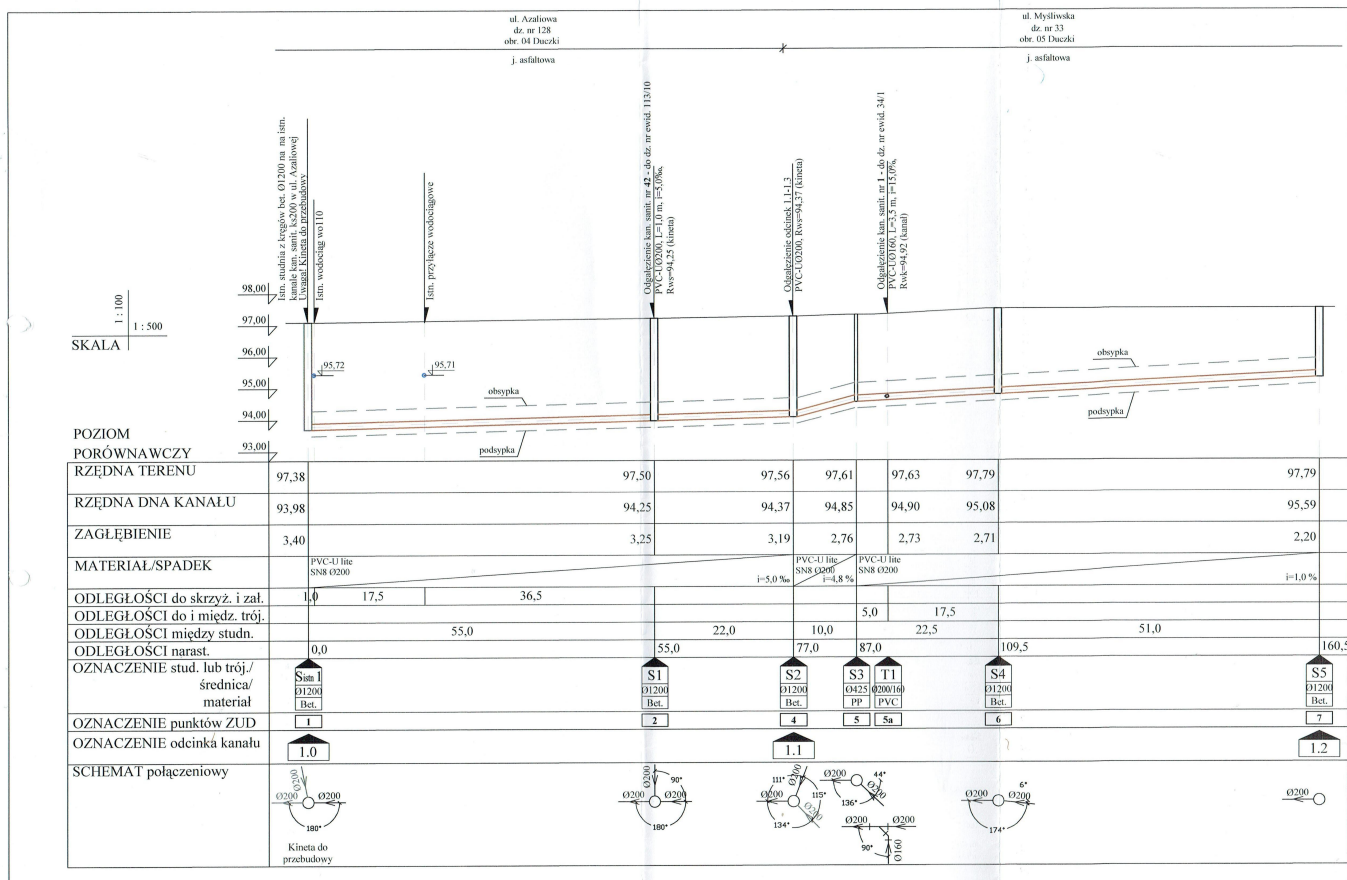 ul. Azaliowa
dz. nr 128
obr. 04 Duczki
j. asfaltowa
ul. Myśliwska
dz. nr 33
obr. 05 Duczki
j. asfaltowa
Istn. studnia z kręgów bet. Ø1200 na na istn.
kanale kan. sanit. ks200 w ul. Azaliowej
Uwaga! Kineta do przebudowy
Istn. wodociąg wo110
Istn. przyłącze wodociągowe
Odgałęzienie kan. sanit. nr 42 - do dz. nr ewid. 113/10
PVC-UØ200, L=1,0 m, i=5,0‰,
Rws=94,25 (kineta)
Odgałęzienie odcinek 1.1-1.3
PVC-UØ200, Rws=94,37 (kineta)
Odgałęzienie kan. sanit. nr 1 - do dz. nr ewid. 34/1
PVC-UØ160, L=3,5 m, i=15,0‰,
Rwk=94,92 (kanał)
1 : 100
1 : 500
SKALA
98,00
97,00
96,00
95,00
94,00
93,00
95,72
95,71
obsypka
podsypka
obsypka
podsypka
POZIOM
PORÓWNAWCZY
RZĘDNA TERENU 97,38 97,50 97,56 97,61 97,63 97,79 97,79
RZĘDNA DNA KANAŁU 93,98 94,25 94,37 94,85 94,90 95,08 95,59
ZAGŁĘBIENIE 3,40 3,25 3,19 2,76 2,73 2,71 2,20
MATERIAŁ/SPADEK
PVC-U lite
SN8 Ø200
i=5,0 ‰
PVC-U lite
SN8 Ø200
i=4,8 %
PVC-U lite
SN8 Ø200
i=1,0 %
ODLEGŁOŚCI do skrzyż. i zał. 1,0 17,5 36,5
ODLEGŁOŚCI do i międz. trój. 5,0 17,5
ODLEGŁOŚCI między studn. 55,0 22,0 10,0 22,5 51,0
ODLEGŁOŚCI narast. 0,0 55,0 77,0 87,0 109,5 160,5
OZNACZENIE stud. lub trój./
średnica/
materiał
Sistn 1
Ø1200
Bet.
S1
Ø1200
Bet.
S2
Ø1200
Bet.
S3
Ø425
PP
T1
Ø200/160
PVC
S4
Ø1200
Bet.
S5
Ø1200
Bet.
OZNACZENIE punktów ZUD 1 2 4 5 5a 6 7
OZNACZENIE odcinka kanału 1.0 1.1 1.2
SCHEMAT połączeniowy
Ø200
Ø200 Ø200
180°
Kineta do
przebudowy
Ø200
90°
Ø200 Ø200
180°
111°
Ø200
115°
Ø200
Ø200
134°
Ø200
44°
Ø200
136°
Ø200 Ø200
90°
Ø160
Ø200 Ø200
6°
174°
Ø200